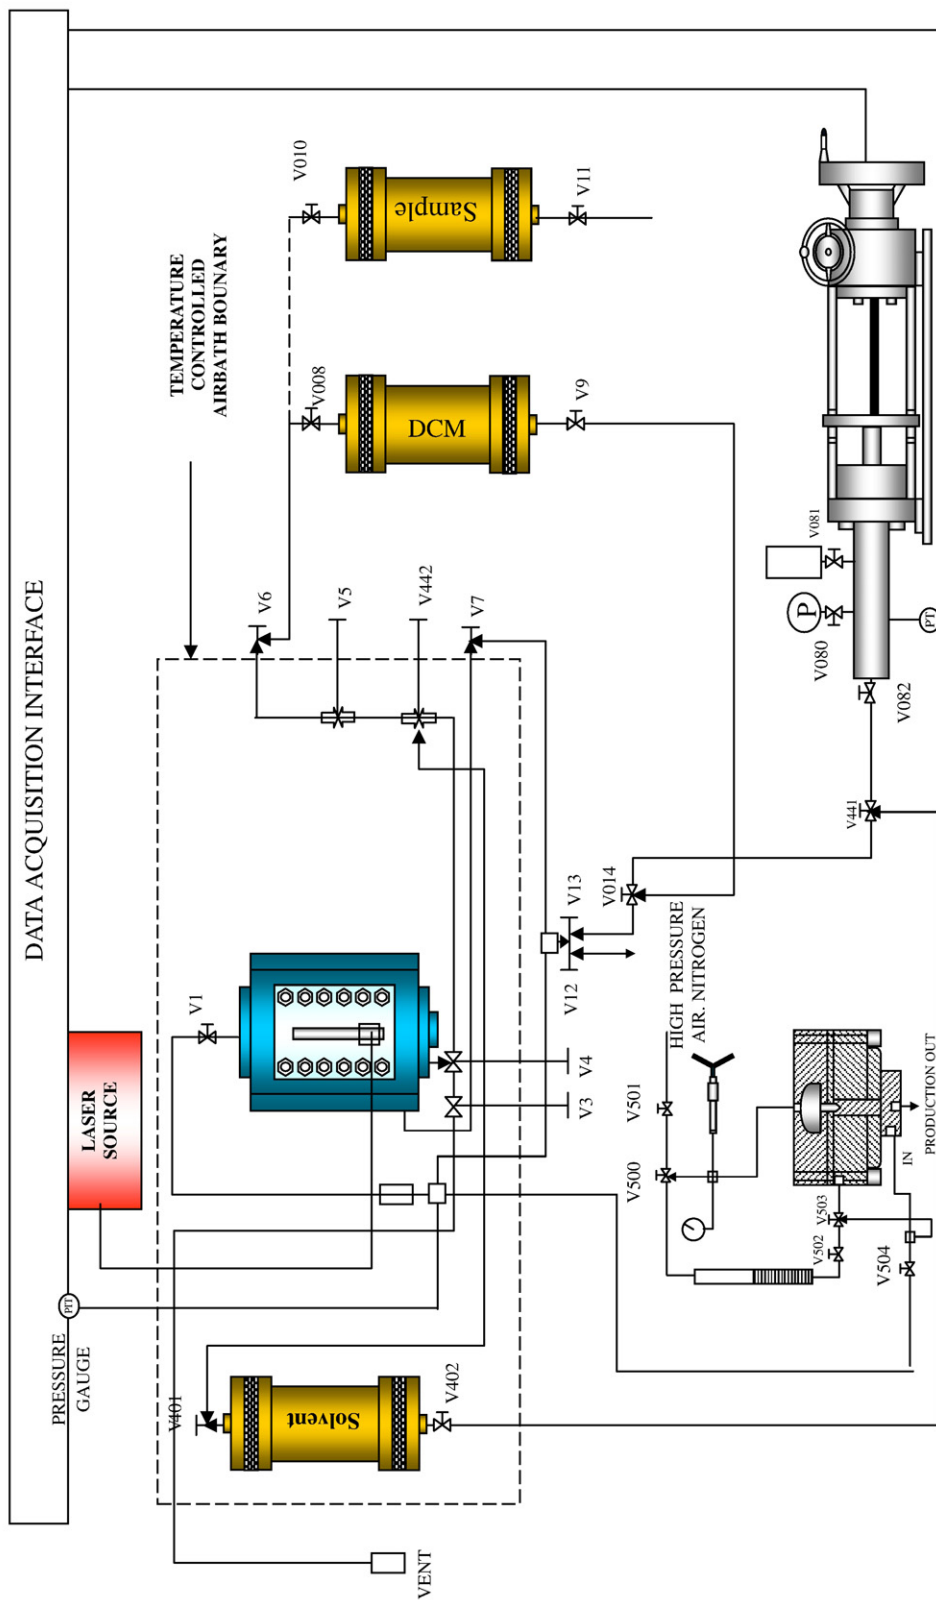 DATA ACQUISITION INTERFACE
PRESSURE
GAUGE
PIT
LASER
SOURCE
TEMPERATURE
CONTROLLED
AIRBATH BOUNARY
V401
Solvent
V402
VENT
V1
V3
V4
V6
V5
V442
V7
V008
DCM
V9
V010
Sample
V11
V12
V13
V014
HIGH PRESSURE
AIR. NITROGEN
V501
V500
V502
V503
V504
IN
PRODUCTION OUT
V441
V082
V080
P
V081
PT